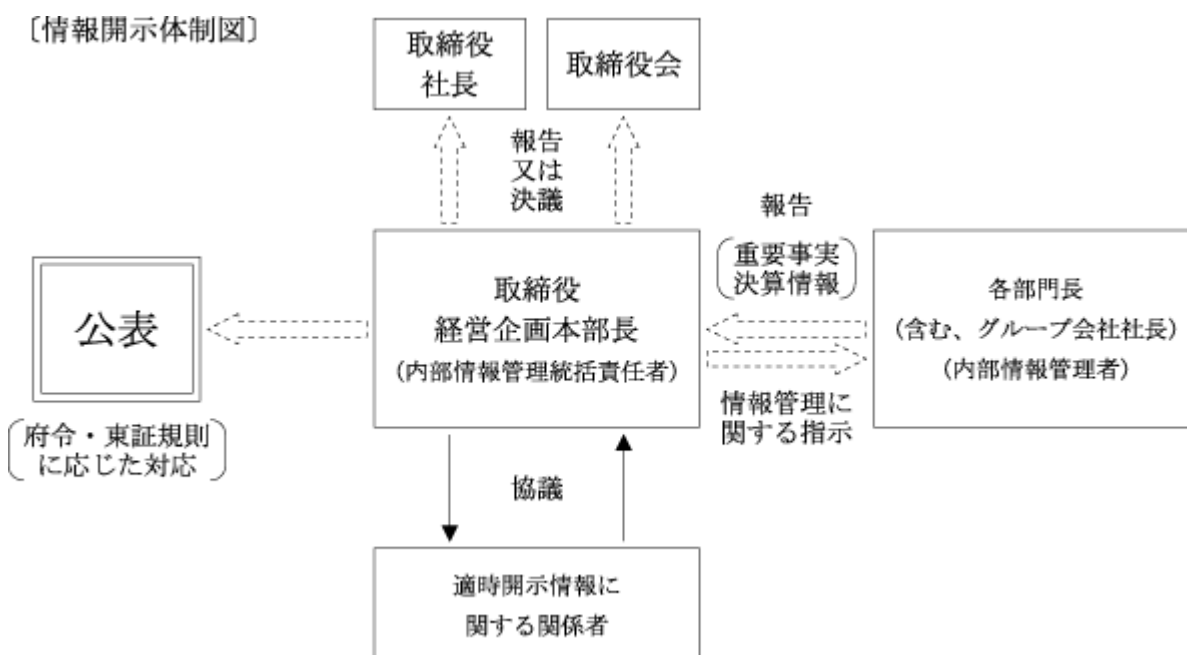 〔情報開示体制図〕
取締役
社長
取締役会
報告
又は
決議
報告
重要事実
決算情報
公表
府令・東証規則
に応じた対応
取締役
経営企画本部長
(内部情報管理統括責任者)
各部門長
(含む、グループ会社社長)
(内部情報管理者)
情報管理に
関する指示
協議
適時開示情報に
関する関係者